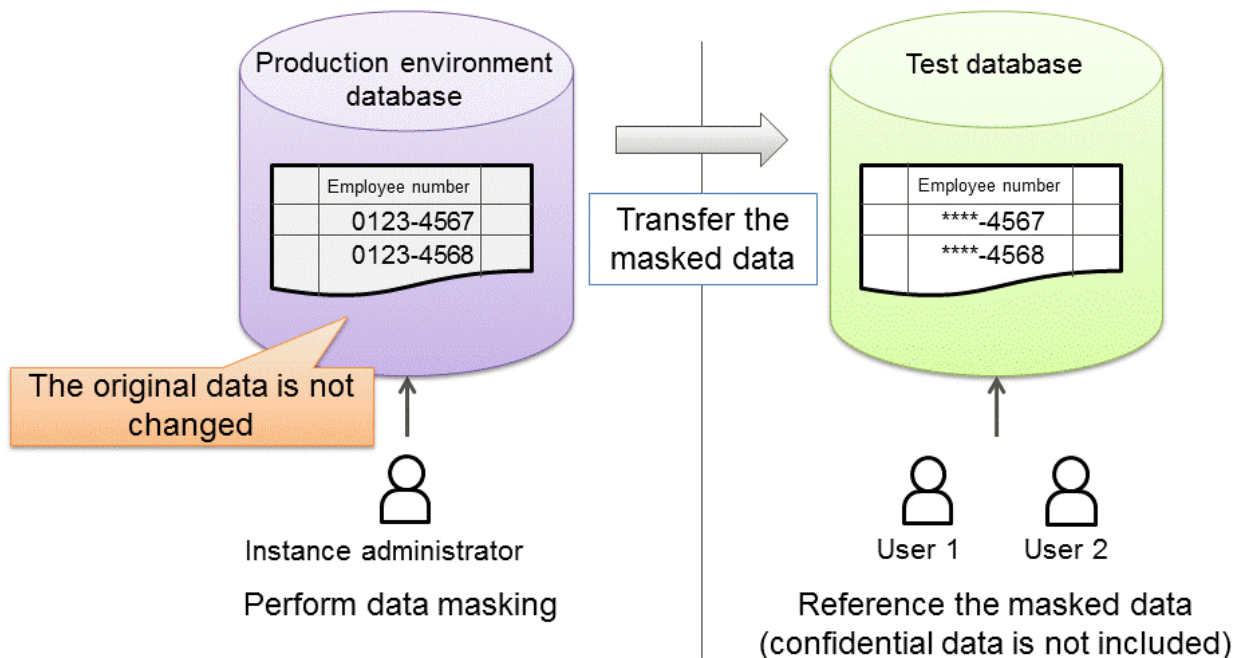 Production environment
database
Employee number
0123-4567
0123-4568
The original data is not
changed
Instance administrator
Perform data masking
Transfer the
masked data
Test database
Employee number
****-4567
****-4568
User 1
User 2
Reference the masked data
(confidential data is not included)